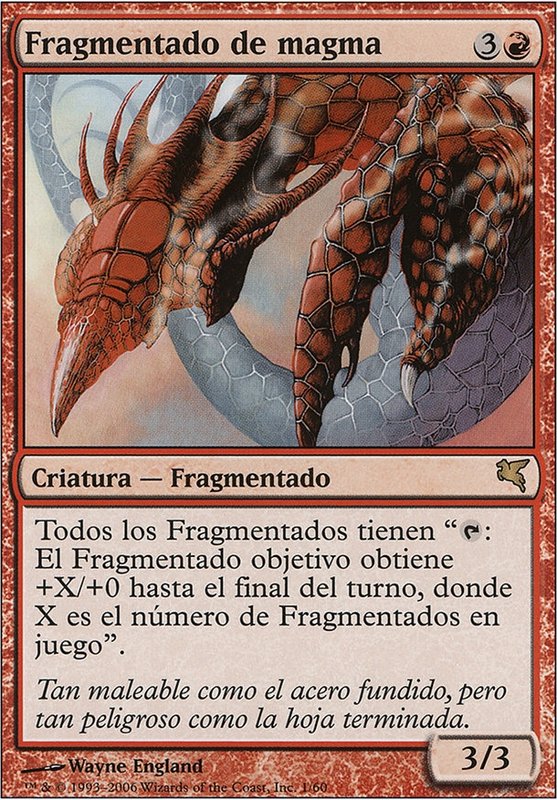 Fragmentado de magma 3
Criatura — Fragmentado
Todos los Fragmentados tienen “:
El Fragmentado objetivo obtiene
+X/+0 hasta el final del turno, donde
X es el número de Fragmentados en
juego”.
Tan maleable como el acero fundido, pero
tan peligroso como la hoja terminada.
3/3
Wayne England
™ & © 1993–2006 Wizards of the Coast, Inc. 1/60